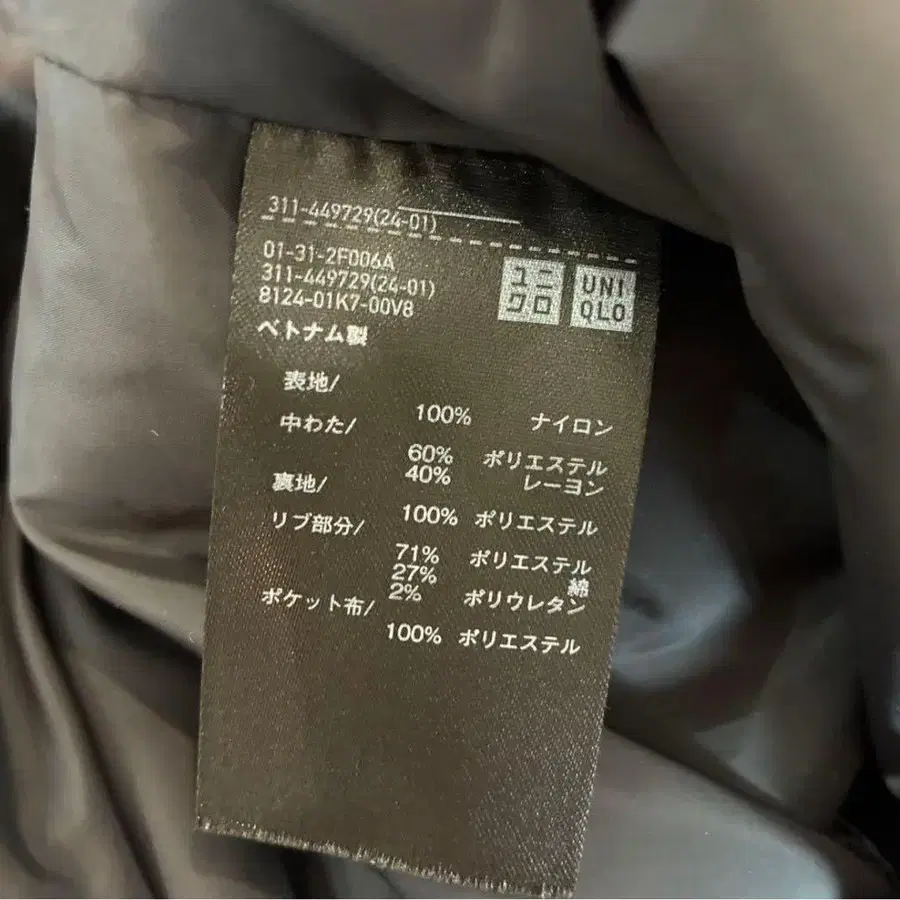 311-449729(24-01)
01-31-2F006A
311-449729(24-01)
8124-01K7-00V8
ユニ
クロ
UNI
QLO
ベトナム製
表地/
100% ナイロン
中わた/
60% ポリエステル
40% レーヨン
裏地/
100% ポリエステル
リブ部分/
71% ポリエステル
27% 綿
2% ポリウレタン
ポケット布/
100% ポリエステル